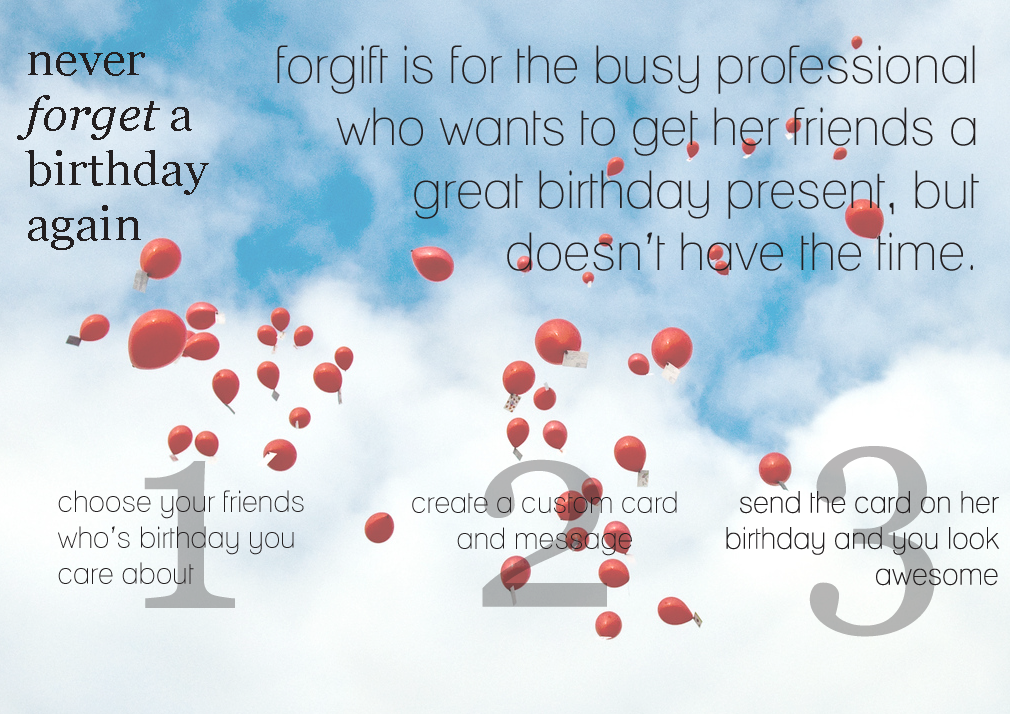 never
forget a
birthday
again
forgift is for the busy professional
who wants to get her friends a
great birthday present, but
doesn't have the time.
1
choose your friends
who's birthday you
care about
2
create a custom card
and message
3
send the card on her
birthday and you look
awesome